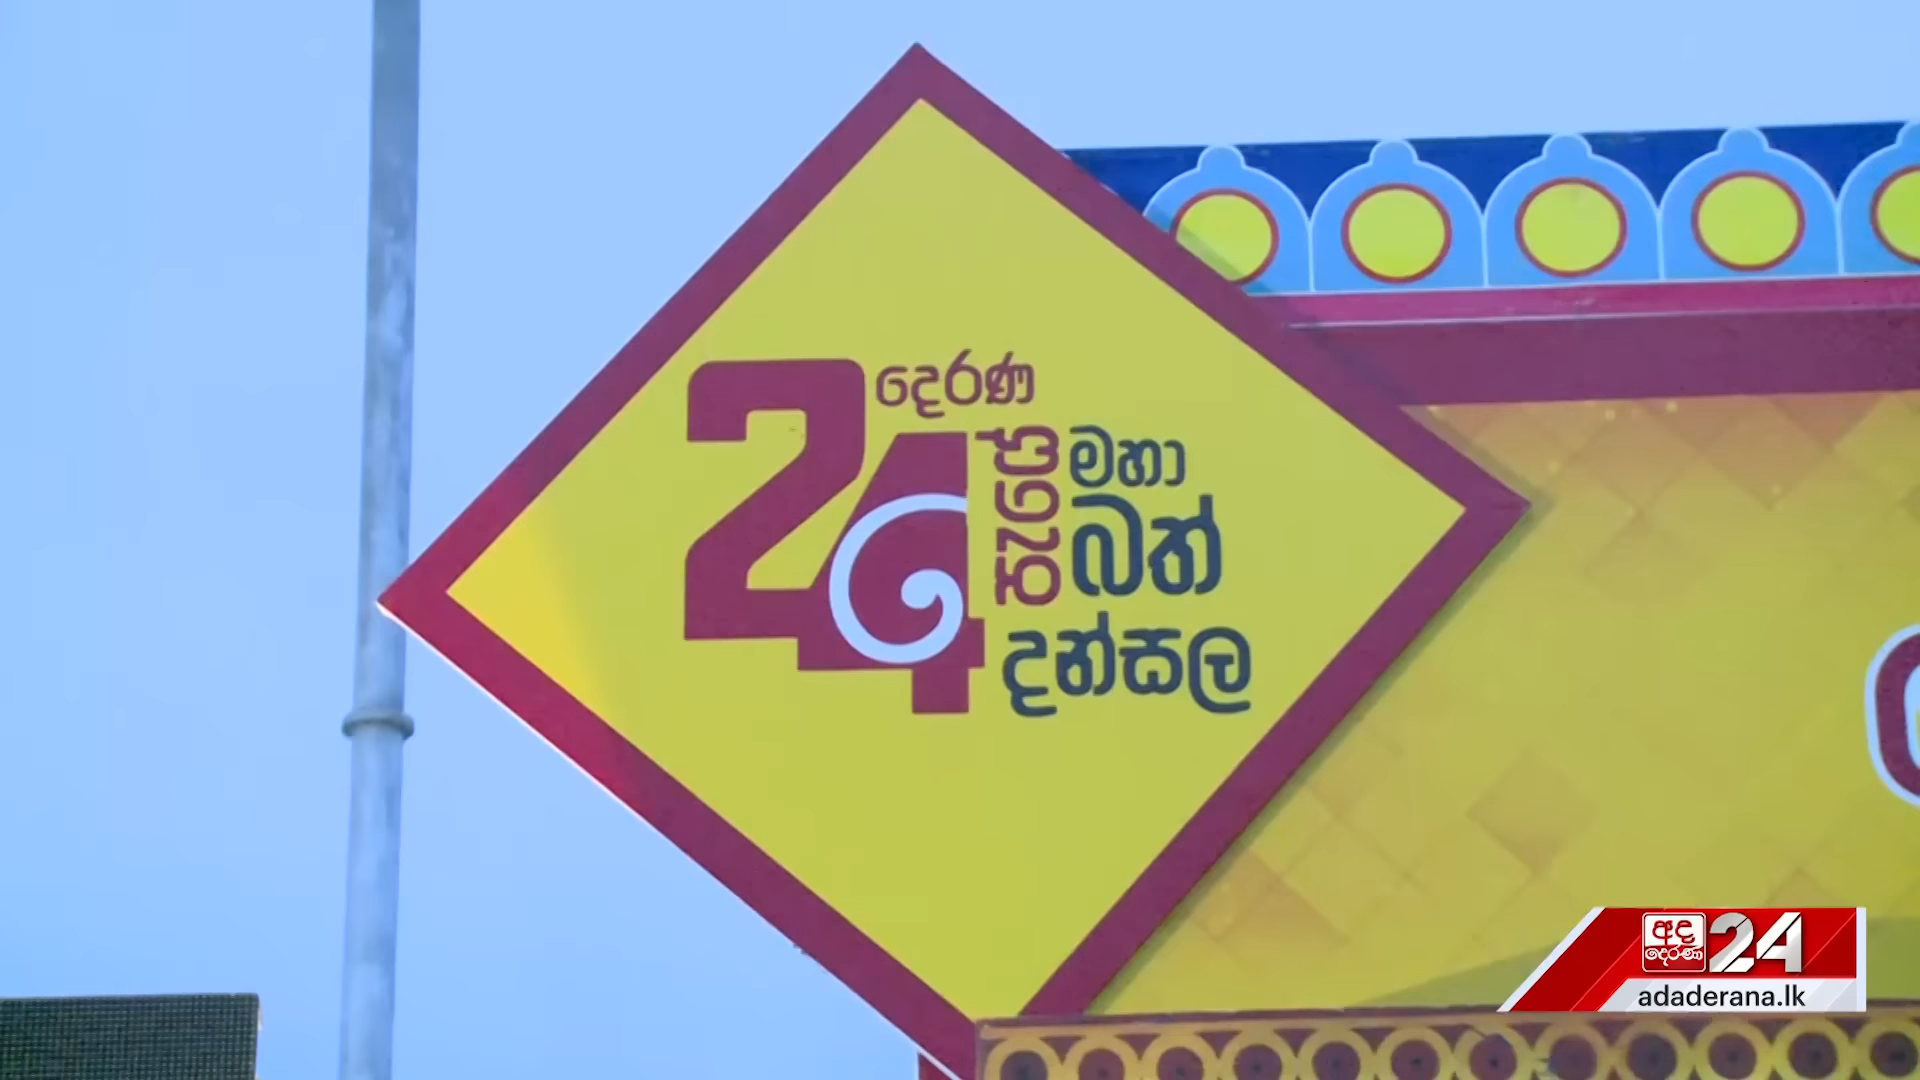 24
දෙරණ
පැයේ
මහා
බත්
දන්සල
අද
දෙරණ
24
adaderana.lk